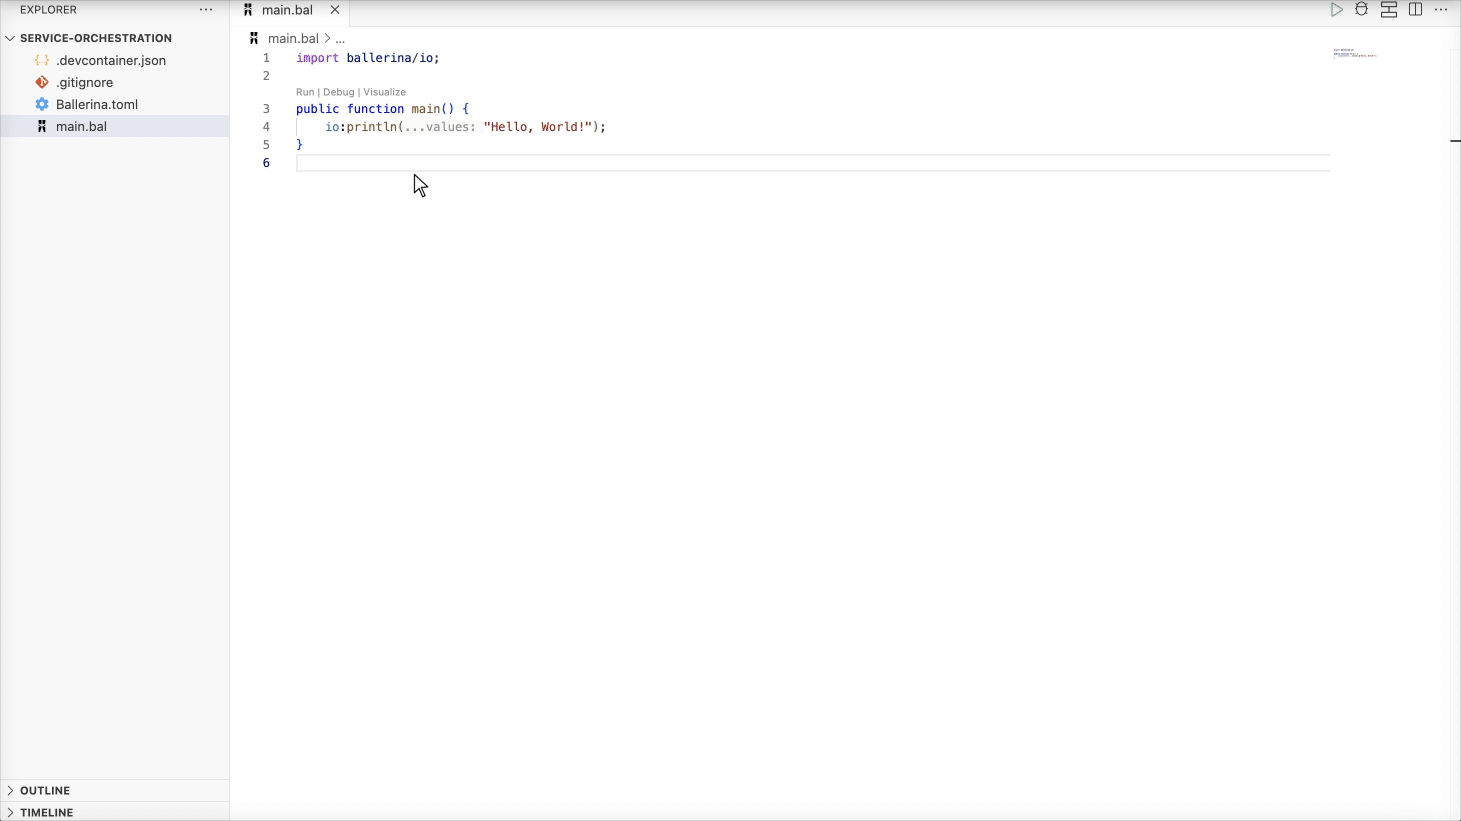 EXPLORER
SERVICE-ORCHESTRATION
.devcontainer.json
.gitignore
Ballerina.toml
main.bal
OUTLINE
TIMELINE
main.bal
main.bal > ...
1 import ballerina/io;
2
Run | Debug | Visualize
3 public function main() {
4 io:println(...values: "Hello, World!");
5 }
6